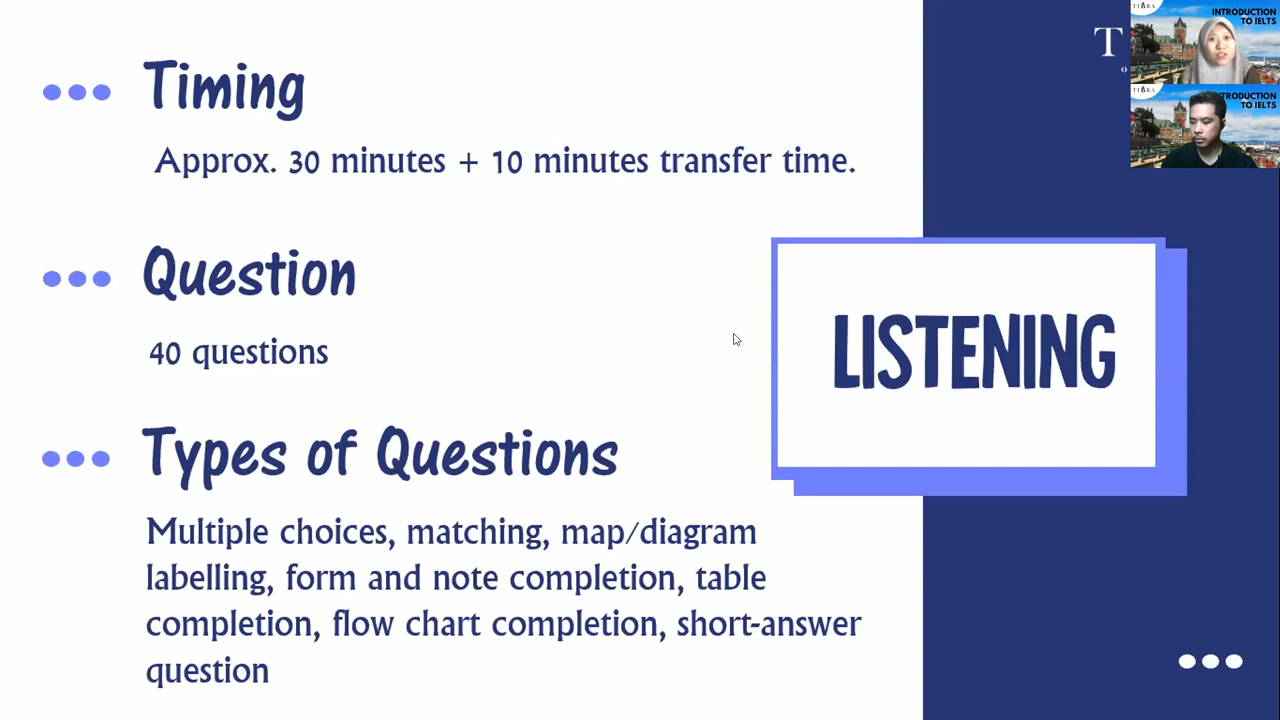 Timing
Approx. 30 minutes + 10 minutes transfer time.
Question
40 questions
Types of Questions
Multiple choices, matching, map/diagram
labelling, form and note completion, table
completion, flow chart completion, short-answer
question
LISTENING
T
INTRODUCTION
TO IELTS
TRODUCTION
TO IELTS